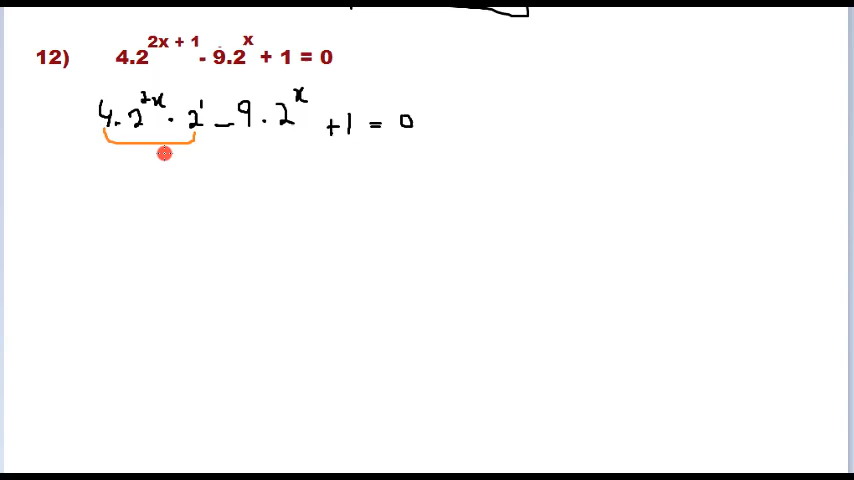 12) 4.2^(2x + 1) - 9.2^x + 1 = 0
4. 2^(2x) . 2^1 - 9 . 2^x + 1 = 0